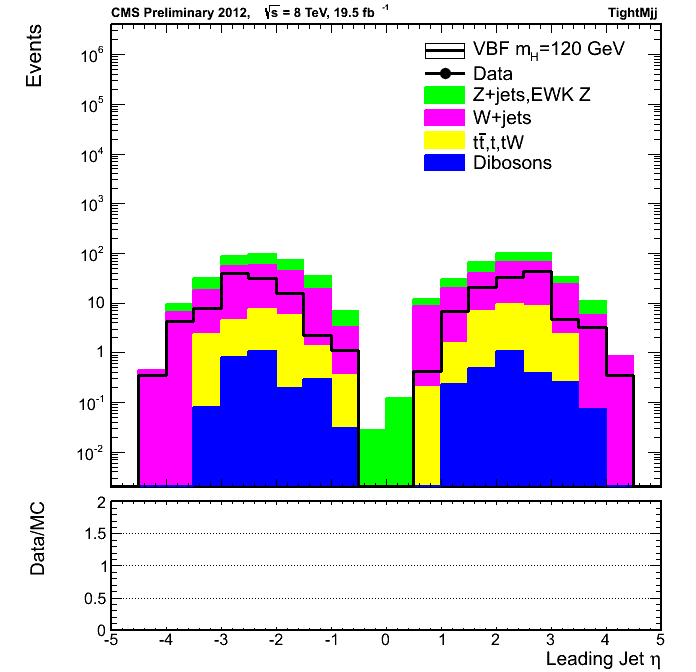 CMS Preliminary 2012, √s = 8 TeV, 19.5 fb⁻¹ TightMjj
Events
10⁶
10⁵
10⁴
10³
10²
10
1
10⁻¹
10⁻²
VBF m_H=120 GeV
Data
Z+jets,EWK Z
W+jets
tt̄,t,tW
Dibosons
Data/MC
2
1.5
1
0.5
0
-5 -4 -3 -2 -1 0 1 2 3 4 5
Leading Jet η